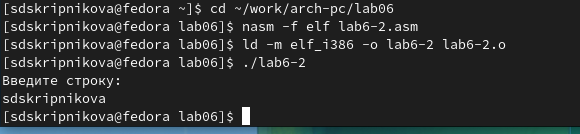 [sdskripnikova@fedora ~]$ cd ~/work/arch-pc/lab06
[sdskripnikova@fedora lab06]$ nasm -f elf lab6-2.asm
[sdskripnikova@fedora lab06]$ ld -m elf_i386 -o lab6-2 lab6-2.o
[sdskripnikova@fedora lab06]$ ./lab6-2
Введите строку:
sdskripnikova
[sdskripnikova@fedora lab06]$